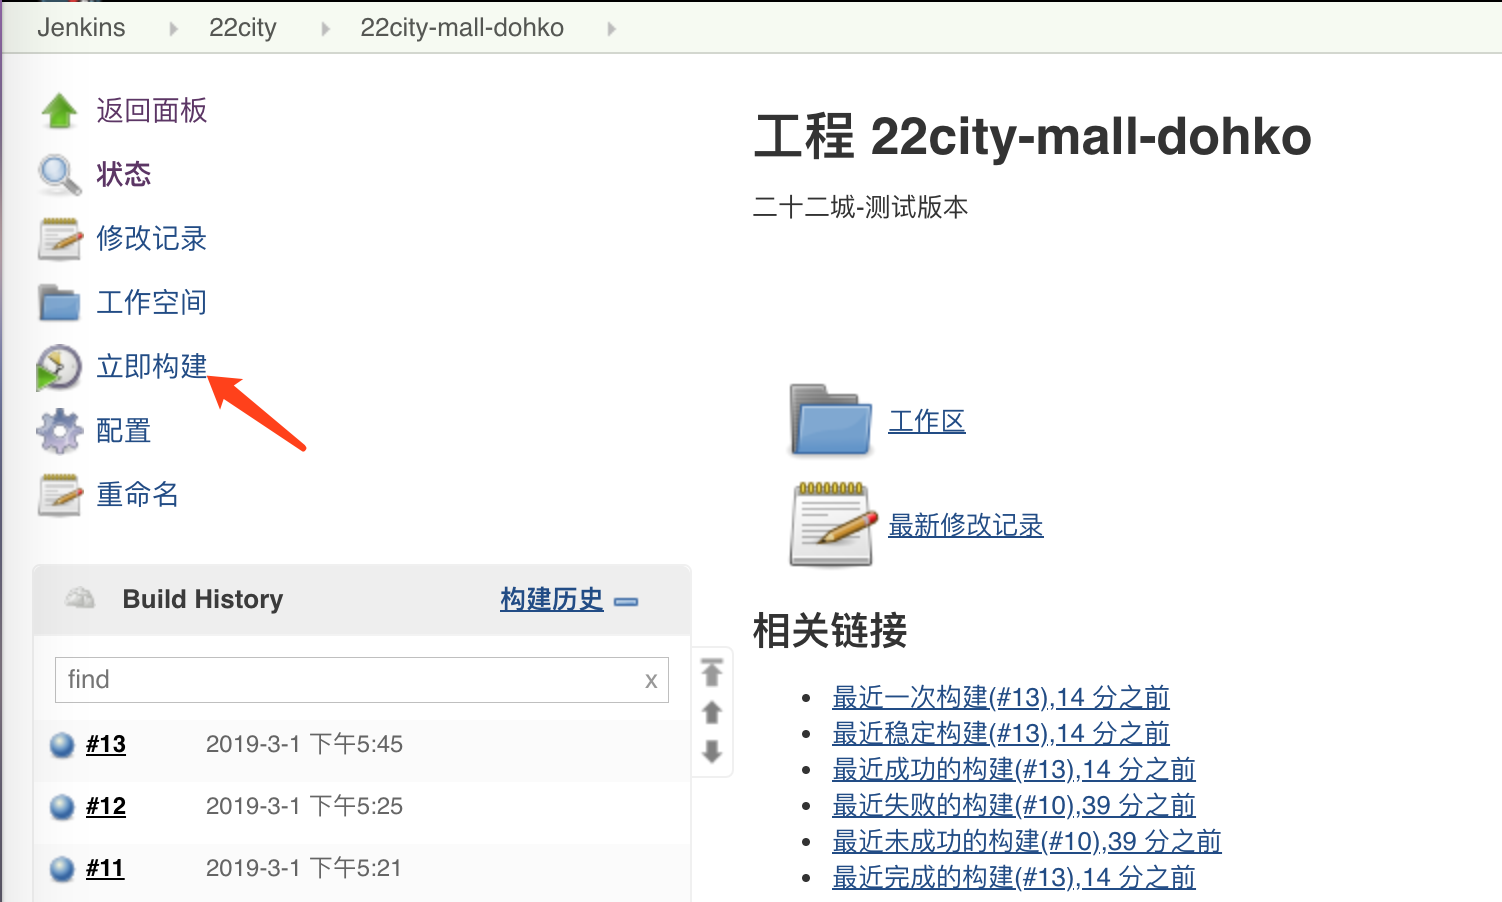 Jenkins 22city 22city-mall-dohko
返回面板
状态
修改记录
工作空间
立即构建
配置
重命名
Build History 构建历史
find x
#13 2019-3-1 下午5:45
#12 2019-3-1 下午5:25
#11 2019-3-1 下午5:21
工程 22city-mall-dohko
二十二城-测试版本
工作区
最新修改记录
相关链接
最近一次构建(#13),14 分之前
最近稳定构建(#13),14 分之前
最近成功的构建(#13),14 分之前
最近失败的构建(#10),39 分之前
最近未成功的构建(#10),39 分之前
最近完成的构建(#13),14 分之前